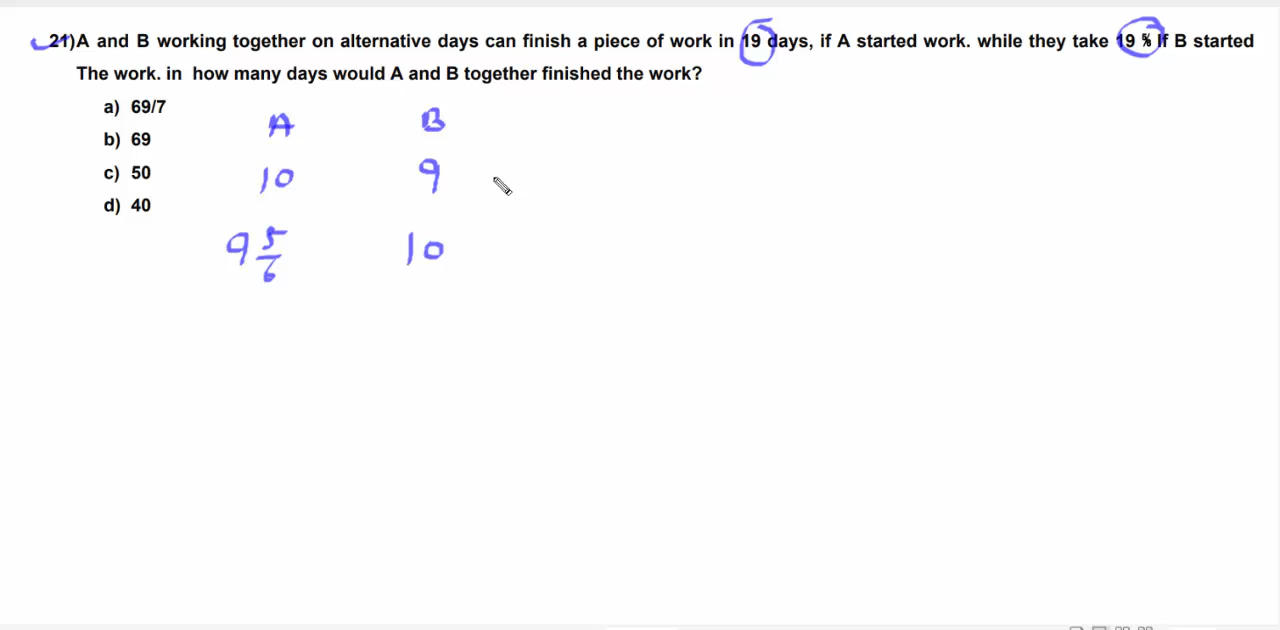 21)A and B working together on alternative days can finish a piece of work in 19 days, if A started work. while they take 19 If B started
The work. in how many days would A and B together finished the work?
a) 69/7
b) 69
c) 50
d) 40
A B
10 9
9 5/6 10